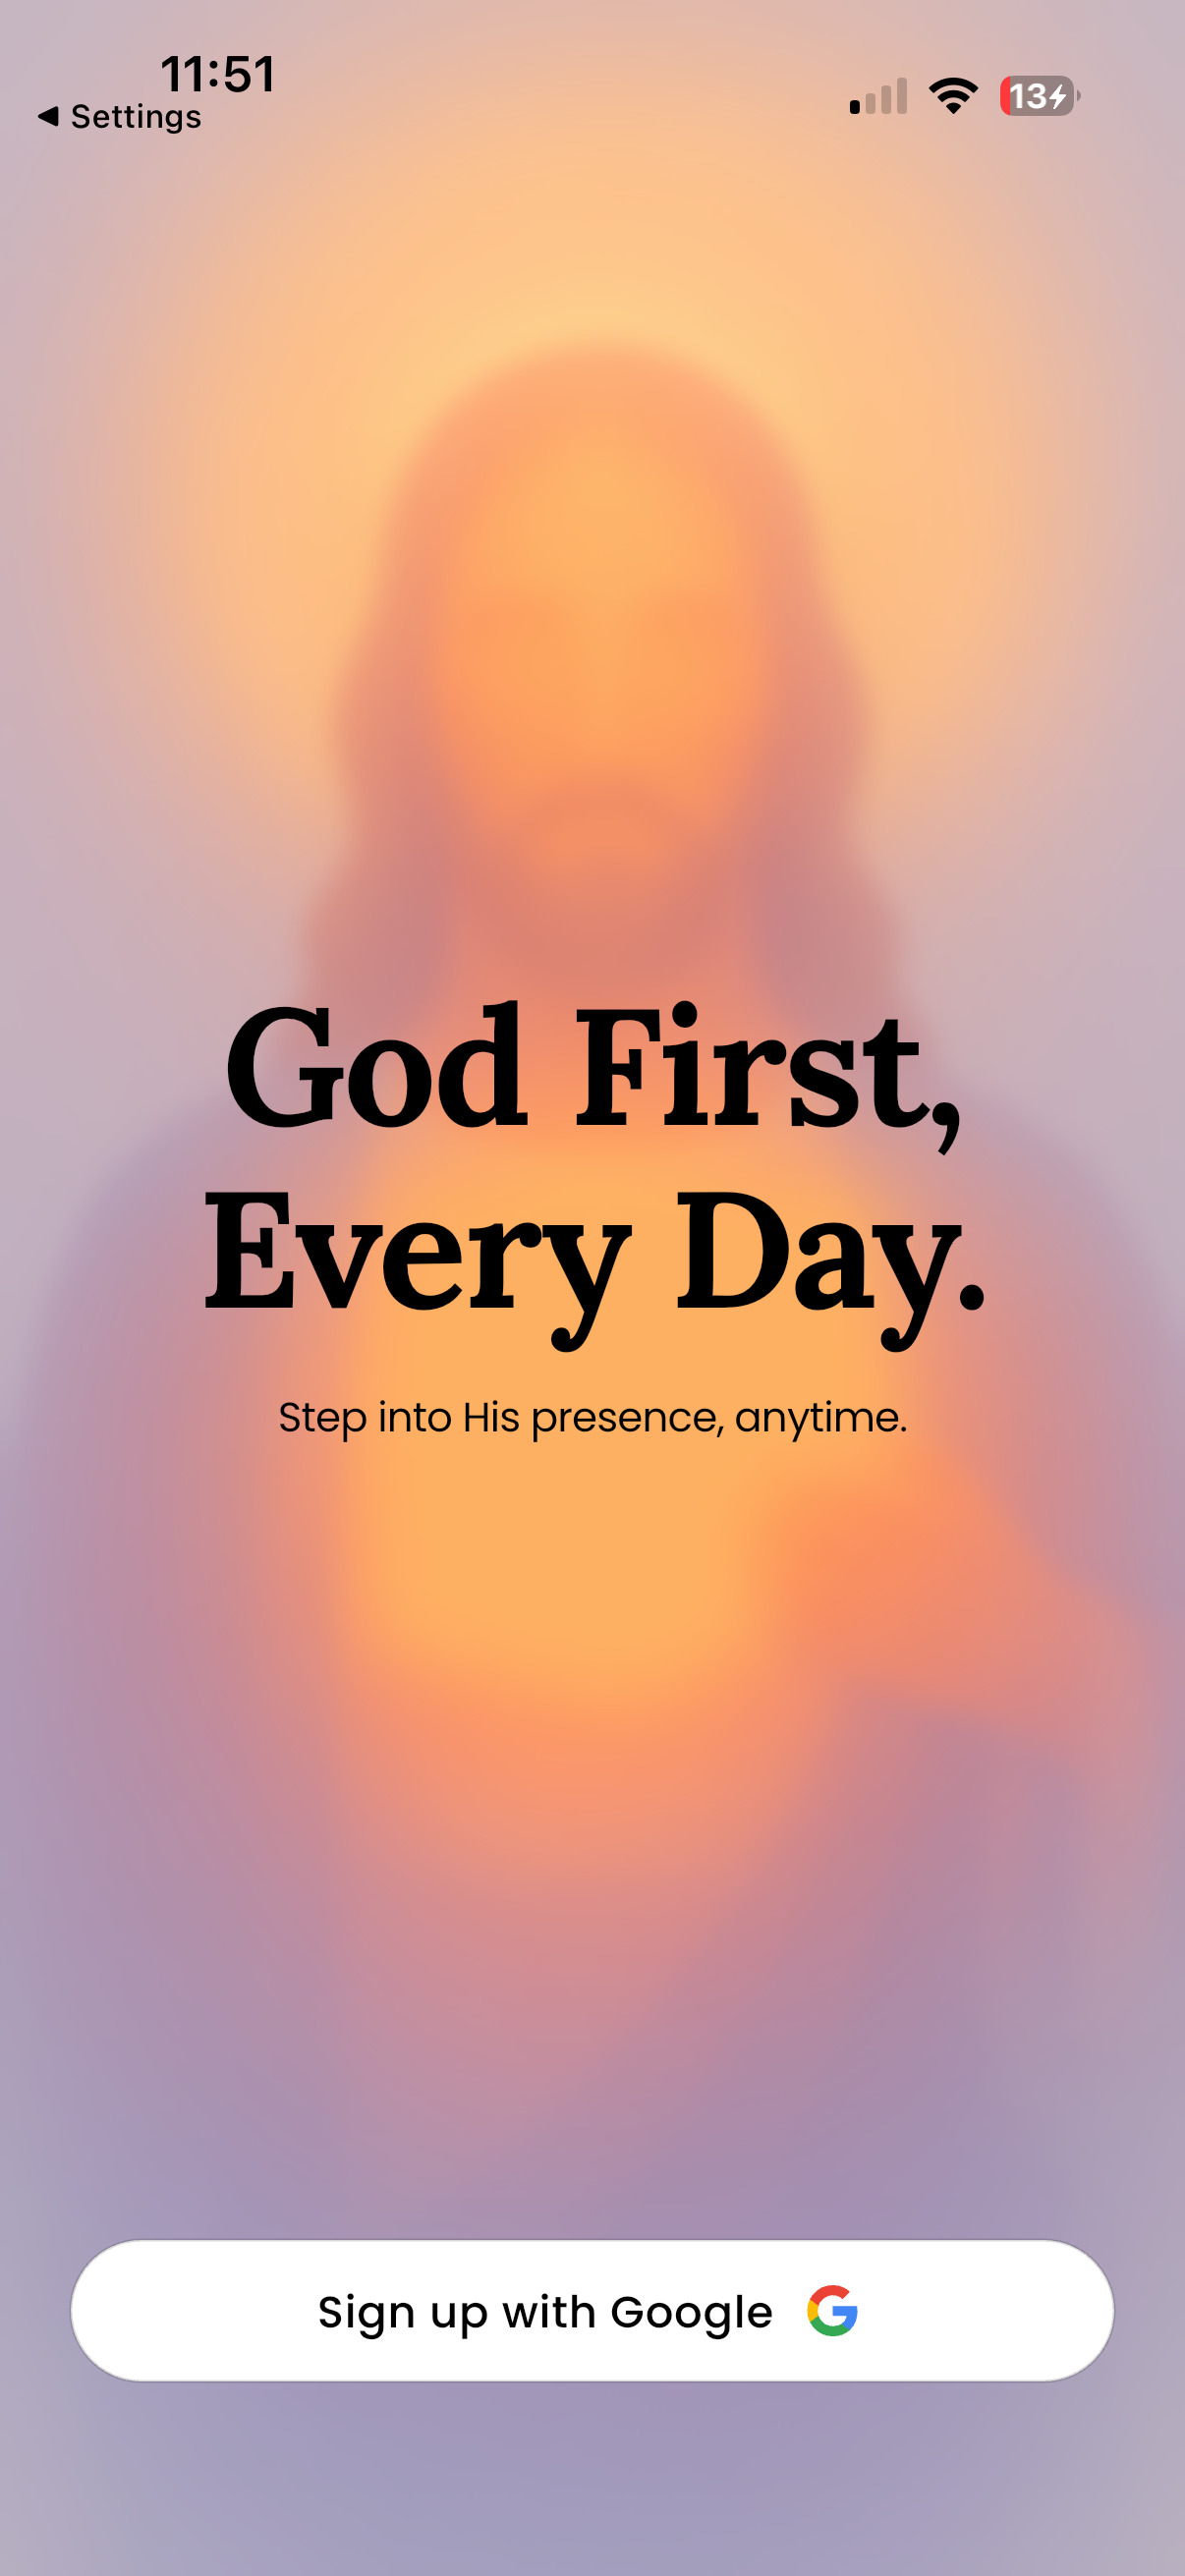 11:51
Settings
13
God First,
Every Day.
Step into His presence, anytime.
Sign up with Google